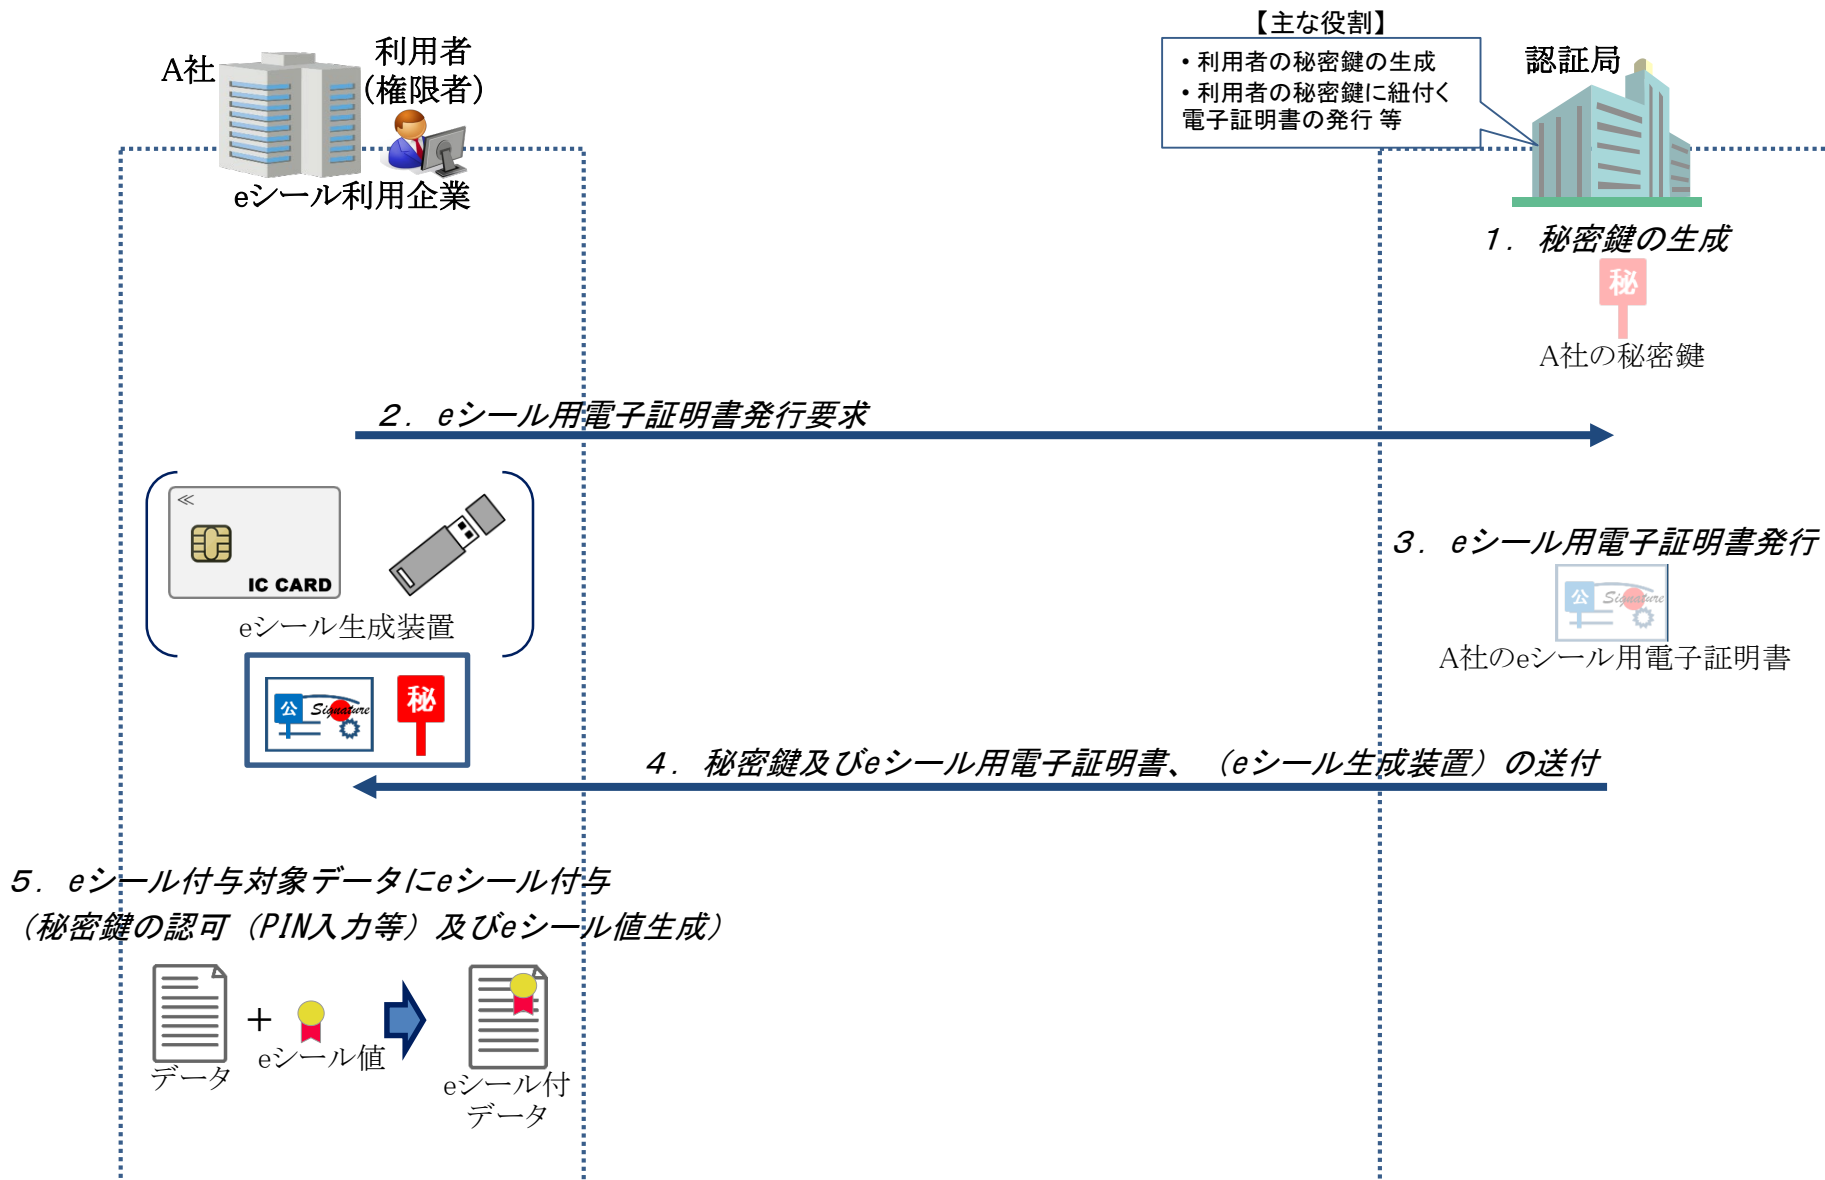 【主な役割】
• 利用者の秘密鍵の生成
• 利用者の秘密鍵に紐付く
電子証明書の発行 等
A社
利用者
(権限者)
eシール利用企業
認証局
1. 秘密鍵の生成
秘
A社の秘密鍵
2. eシール用電子証明書発行要求
≪
IC CARD
eシール生成装置
3. eシール用電子証明書発行
公 Signature
A社のeシール用電子証明書
公 Signature
秘
4. 秘密鍵及びeシール用電子証明書、（eシール生成装置）の送付
5. eシール付与対象データにeシール付与
（秘密鍵の認可（PIN入力等）及びeシール値生成）
+
データ
eシール値
eシール付
データ